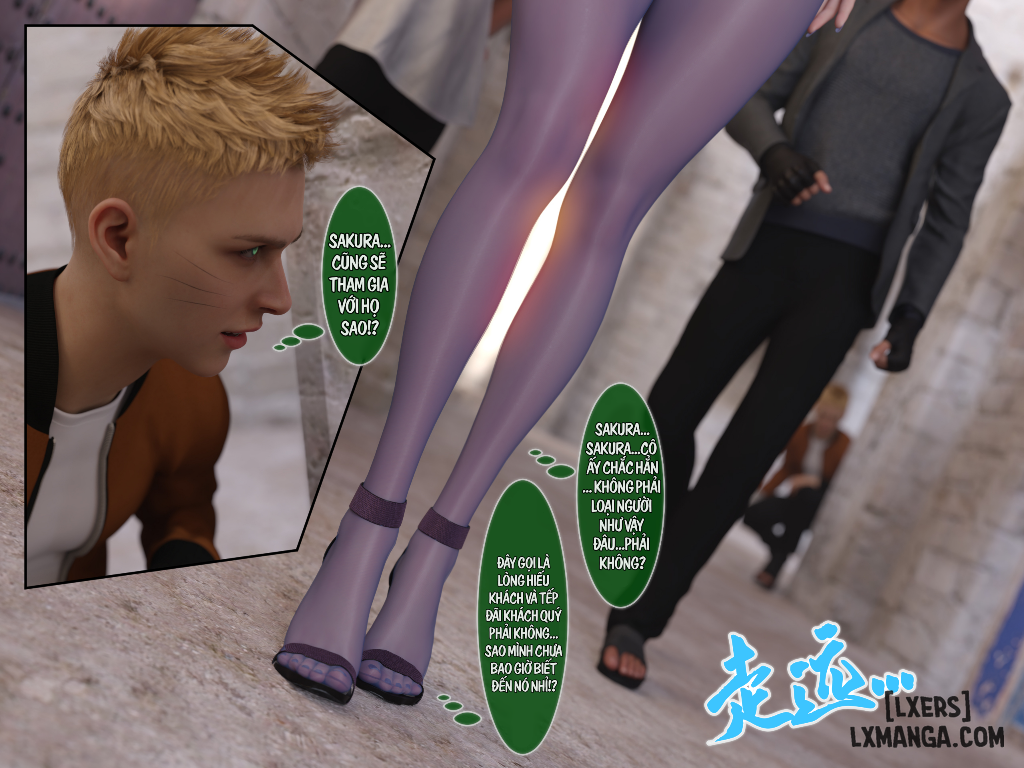 SAKURA...
CŨNG SẼ
THAM GIA
VỚI HỌ
SAO!?
SAKURA...
SAKURA...CÔ
ẤY CHẮC HẲN
... KHÔNG PHẢI
LOẠI NGƯỜI
NHƯ VẬY
ĐÂU...PHẢI
KHÔNG?
ĐÂY GỌI LÀ
LÒNG HIẾU
KHÁCH VÀ TẾP
ĐÃI KHÁCH QUÝ
PHẢI KHÔNG...
SAO MÌNH CHƯA
BAO GIỜ BIẾT
ĐẾN NÓ NHỈ!?
走迹...
[LXERS]
LXMANGA.COM